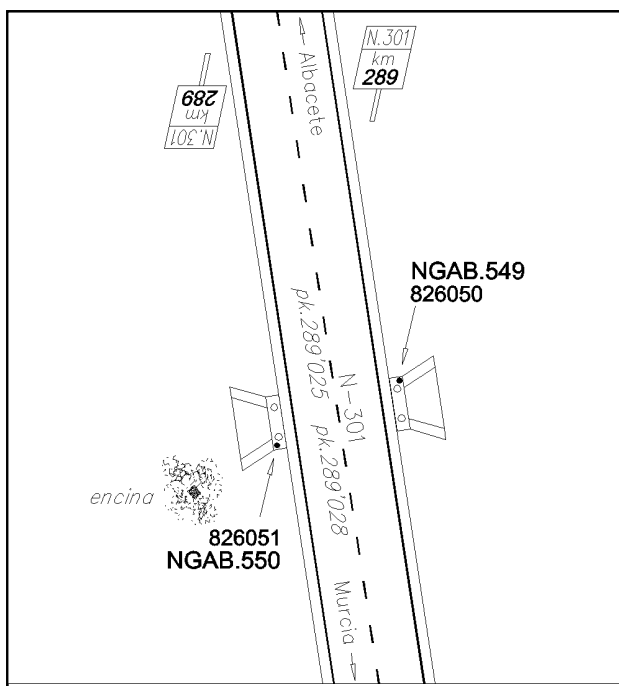 N.301
km
289
N.301
km
289
Albacete
NGAB.549
826050
pk.289'025
N-301
pk.289'028
encina
826051
NGAB.550
Murcia